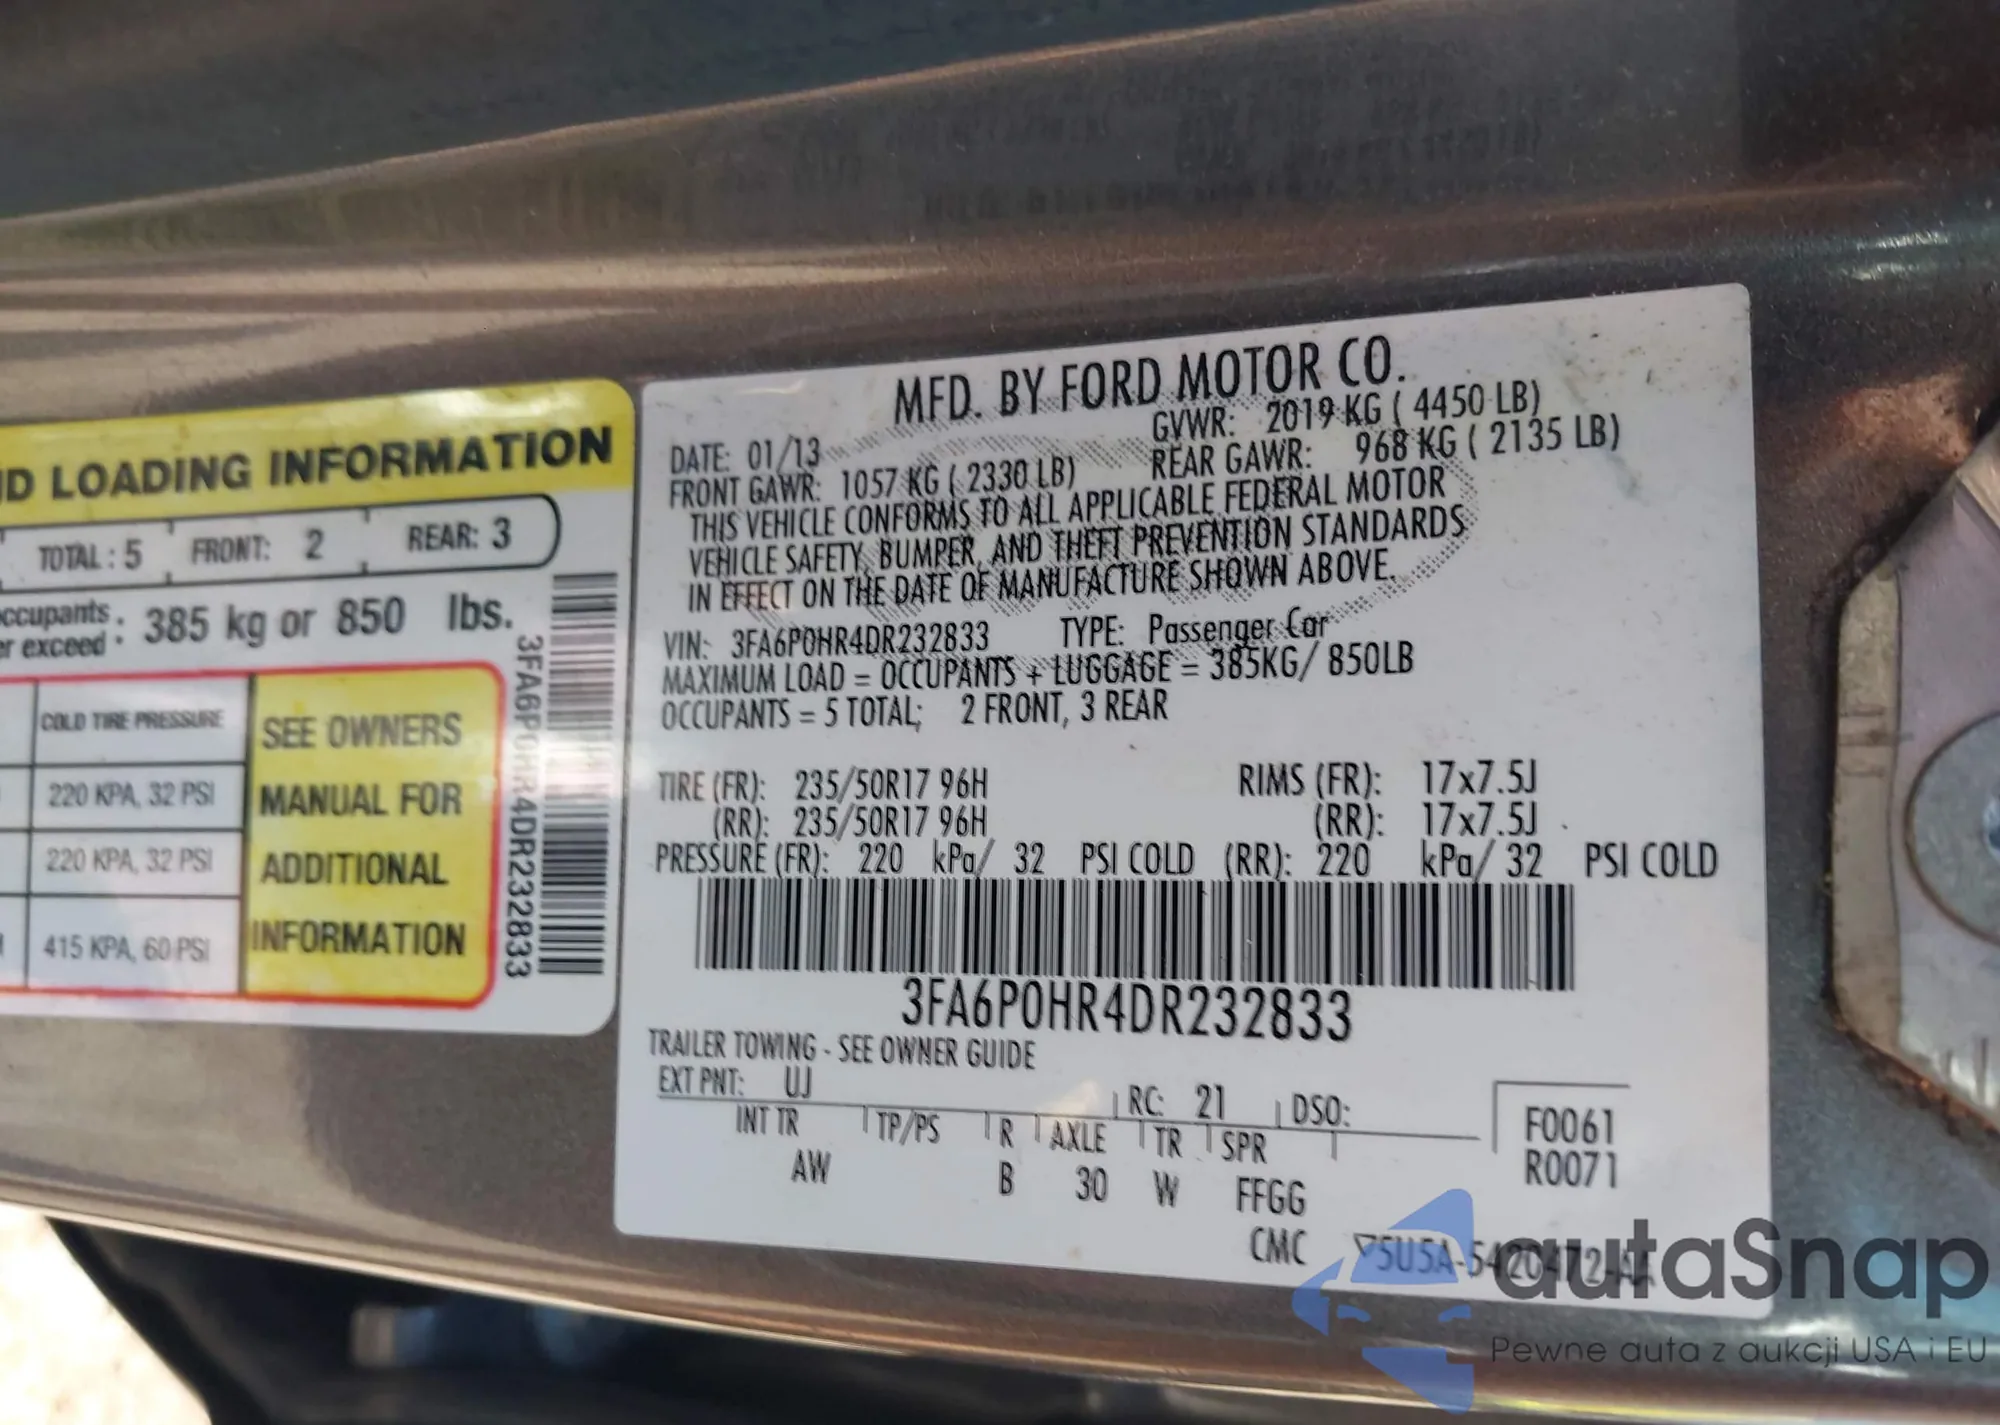 ND LOADING INFORMATION
TOTAL: 5 FRONT: 2 REAR: 3
occupants. 385 kg or 850 lbs.
er exceed
COLD TIRE PRESSURE
220 KPA, 32 PSI
220 KPA, 32 PSI
415 KPA, 60 PSI
SEE OWNERS
MANUAL FOR
ADDITIONAL
INFORMATION
3FA6P0HR4DR232833
MFD. BY FORD MOTOR CO.
DATE: 01/13 GVWR: 2019 KG ( 4450 LB)
FRONT GAWR: 1057 KG ( 2330 LB) REAR GAWR: 968 KG ( 2135 LB)
THIS VEHICLE CONFORMS TO ALL APPLICABLE FEDERAL MOTOR
VEHICLE SAFETY, BUMPER, AND THEFT PREVENTION STANDARDS
IN EFFECT ON THE DATE OF MANUFACTURE SHOWN ABOVE.
VIN: 3FA6P0HR4DR232833 TYPE: Passenger Car
MAXIMUM LOAD = OCCUPANTS + LUGGAGE = 385KG/ 850LB
OCCUPANTS = 5 TOTAL; 2 FRONT, 3 REAR
TIRE (FR): 235/50R17 96H RIMS (FR): 17x7.5J
(RR): 235/50R17 96H (RR): 17x7.5J
PRESSURE (FR): 220 kPa/ 32 PSI COLD (RR): 220 kPa/ 32 PSI COLD
3FA6P0HR4DR232833
TRAILER TOWING - SEE OWNER GUIDE
EXT PNT: UJ RC: 21 DSO:
INT TR TP/PS R AXLE TR SPR
AW B 30 W FFGG
F0061
R0071
CMC ▽5U5A-5420472-AA
autaSnap
Pewne auta z aukcji USA i EU